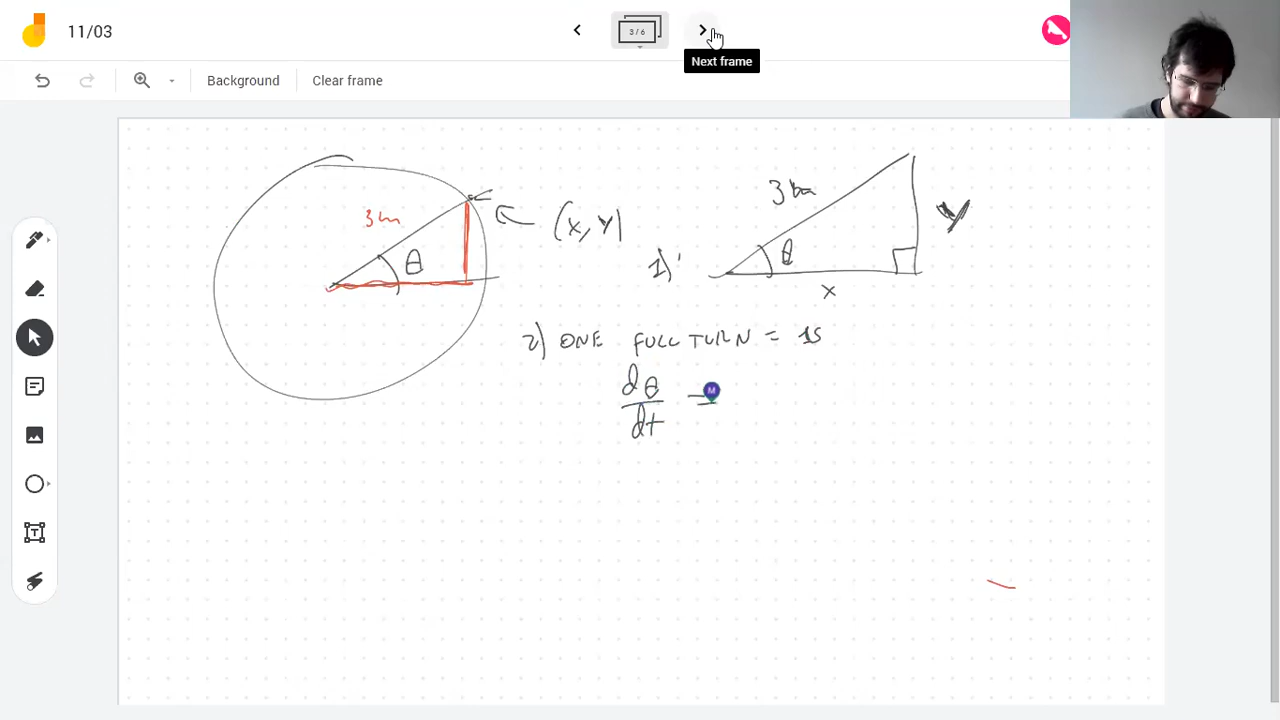 11/03
3 / 6
Next frame
Background
Clear frame
3m
θ
(x, y)
1)
3m
θ
y
x
2) ONE FULL TURN = 1s
dθ/dt =
M